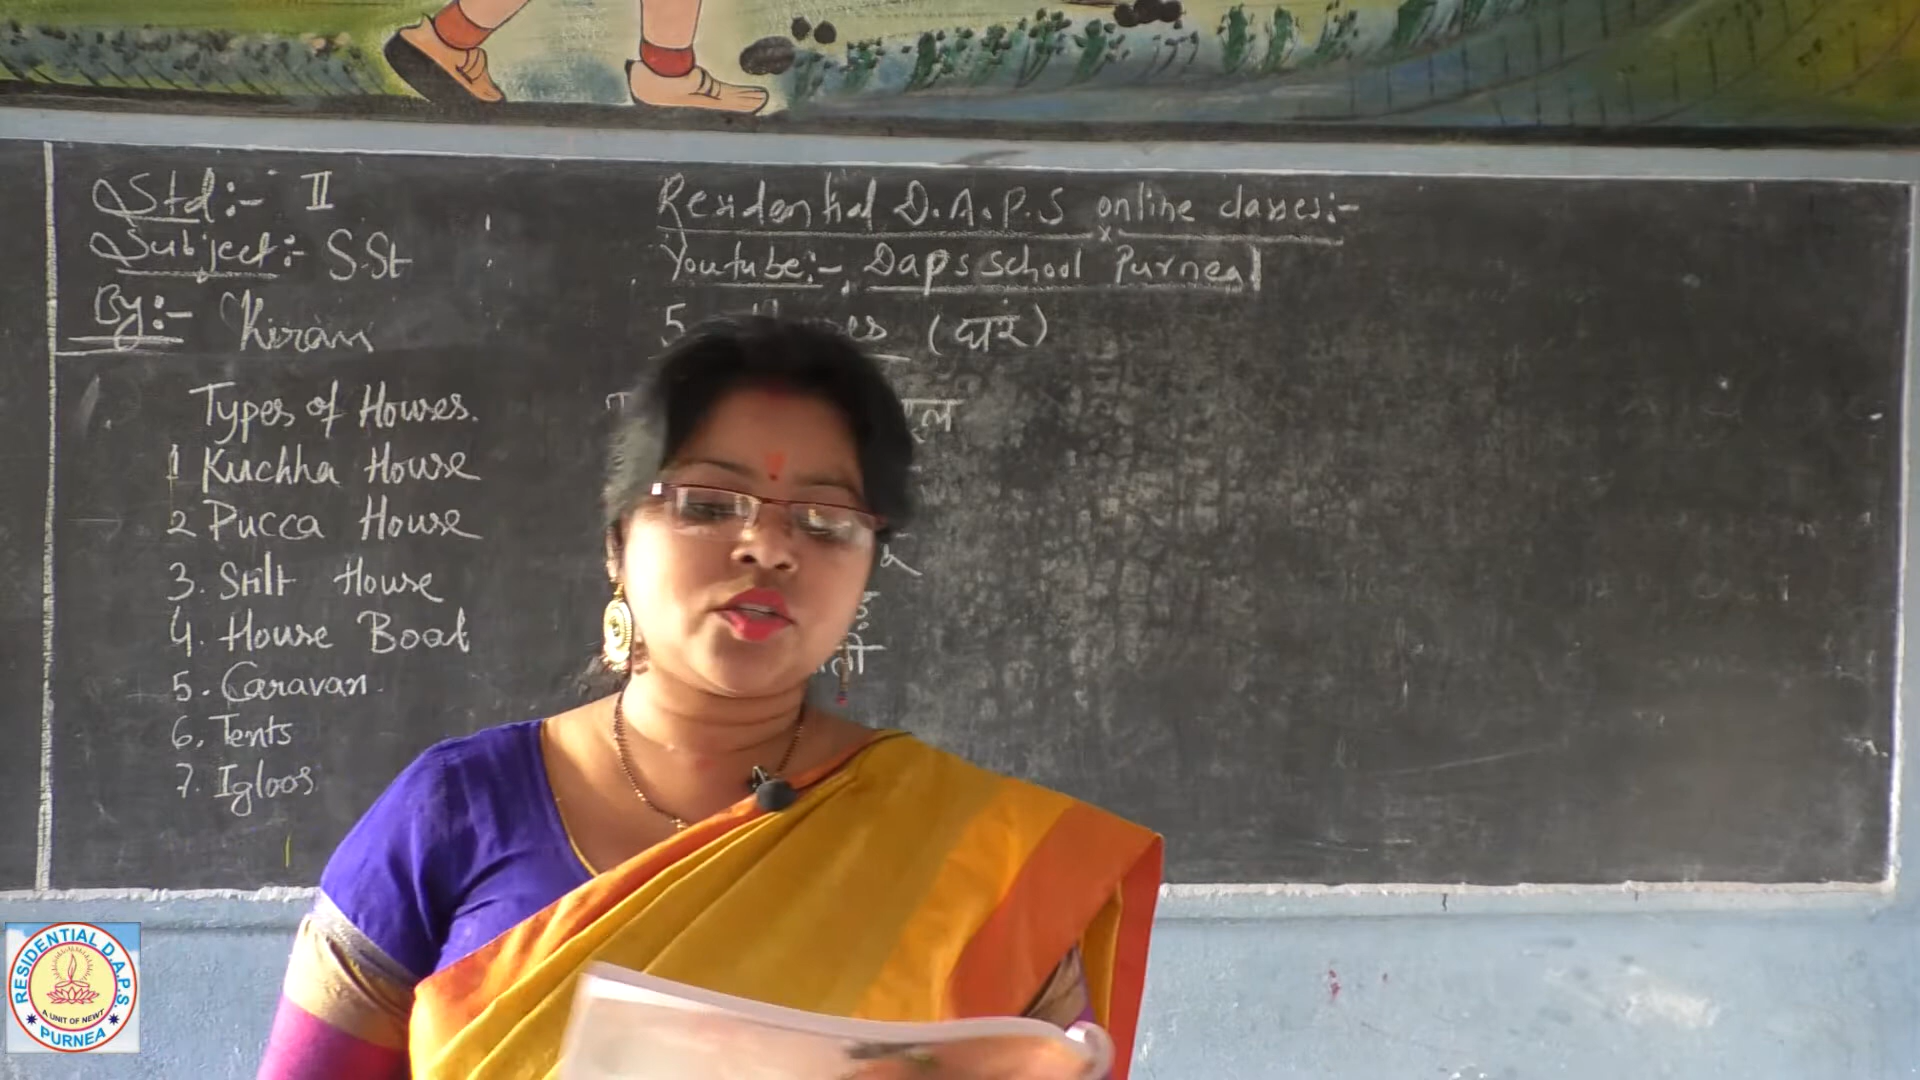 Std:- II
Subject:- S.St
By:- Kiran
Residential D.A.P.S online classes:-
Youtube:- Daps School Purnea
5. (घर)
Types of Houses.
1 Kuchha House
2 Pucca House
3. Stilt House
4. House Boat
5. Caravan.
6. Tents
7. Igloos
RESIDENTIAL D.A.P.S.
A UNIT OF NEWT
PURNEA